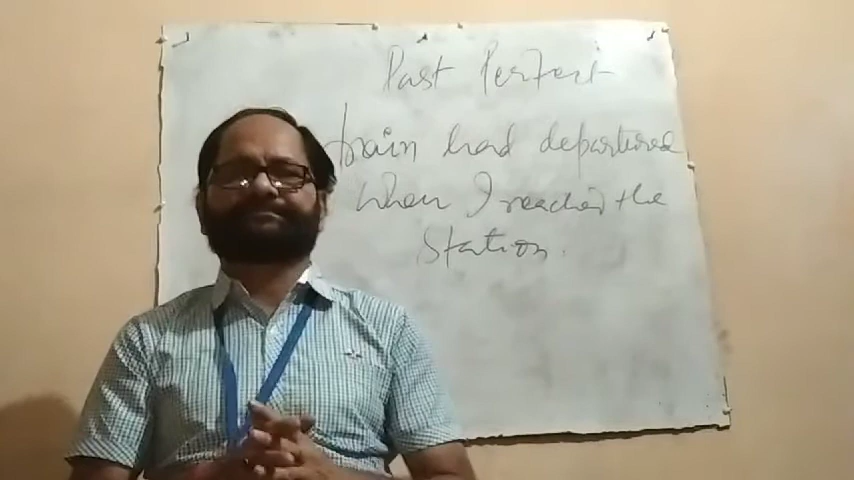 Past Perfect
train had departured
when I reached the
station.